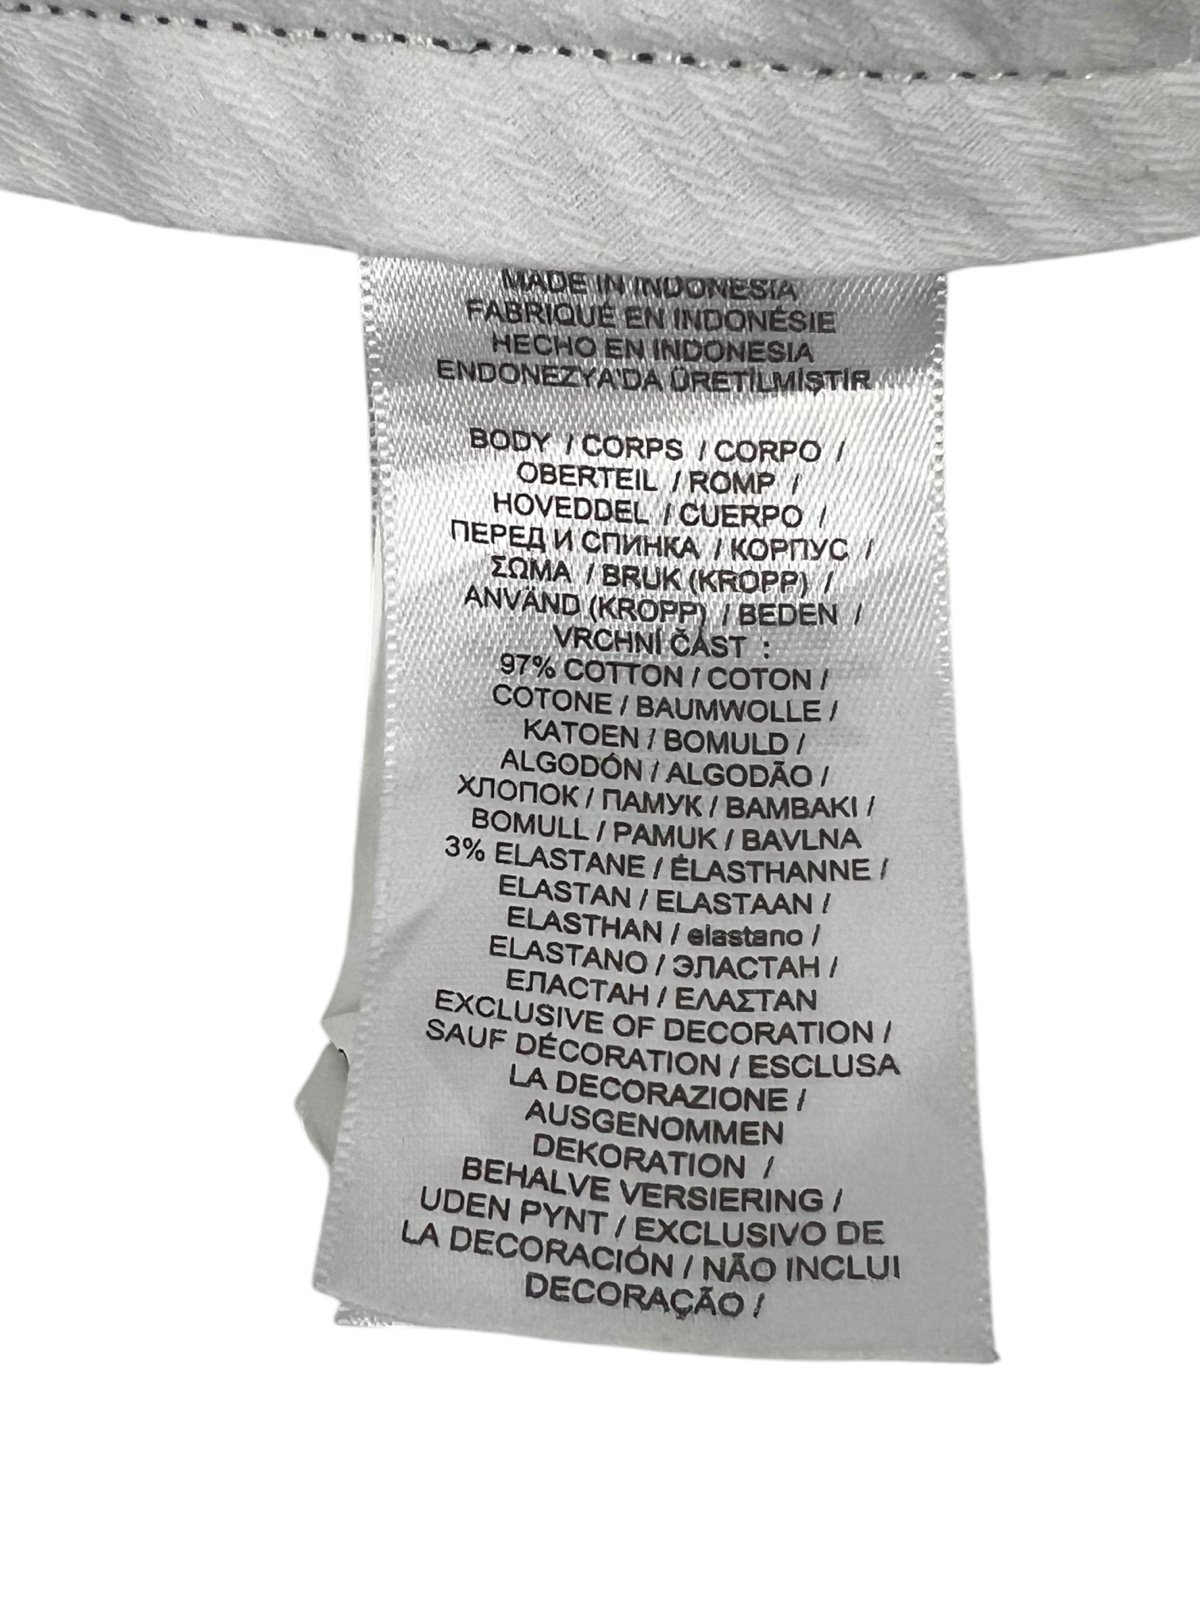 MADE IN INDONESIA
FABRIQUÉ EN INDONÉSIE
HECHO EN INDONESIA
ENDONEZYA'DA ÜRETİLMİŞTİR
BODY / CORPS / CORPO /
OBERTEIL / ROMP /
HOVEDDEL / CUERPO /
ПЕРЕД И СПИНКА / КОРПУС /
ΣΩΜΑ / BRUK (KROPP) /
ANVÄND (KROPP) / BEDEN /
VRCHNÍ ČÁST :
97% COTTON / COTON /
COTONE / BAUMWOLLE /
KATOEN / BOMULD /
ALGODÓN / ALGODÃO /
ХЛОПОК / ПАМУК / ΒΑΜΒΑΚΙ /
BOMULL / PAMUK / BAVLNA
3% ELASTANE / ÉLASTHANNE /
ELASTAN / ELASTAAN /
ELASTHAN / elastano /
ELASTANO / ЭЛАСТАН /
ЕЛАСТАН / ΕΛΑΣΤΑΝ
EXCLUSIVE OF DECORATION /
SAUF DÉCORATION / ESCLUSA
LA DECORAZIONE /
AUSGENOMMEN
DEKORATION /
BEHALVE VERSIERING /
UDEN PYNT / EXCLUSIVO DE
LA DECORACIÓN / NÃO INCLUI
DECORAÇÃO /